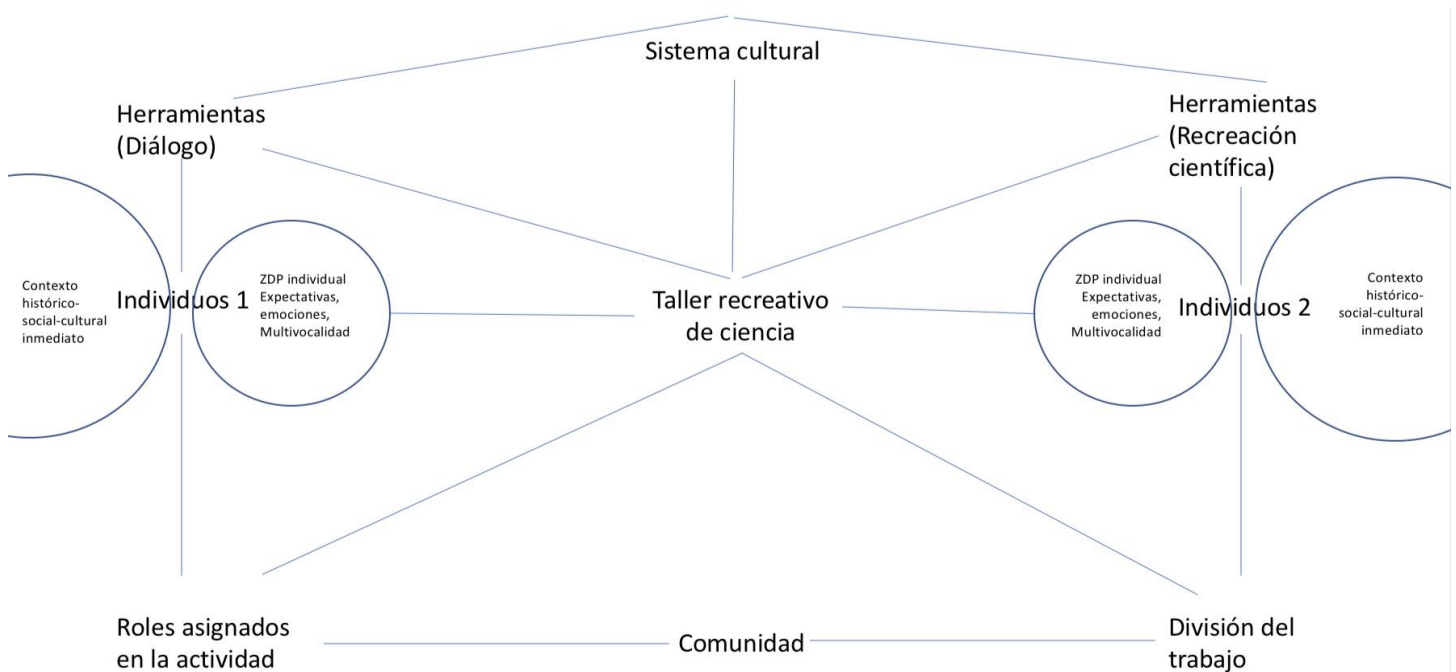 Sistema cultural
Herramientas
(Diálogo)
Herramientas
(Recreación
científica)
Contexto
histórico-
social-cultural
inmediato
Individuos 1
ZDP individual
Expectativas,
emociones,
Multivocalidad
Taller recreativo
de ciencia
ZDP individual
Expectativas,
emociones,
Multivocalidad
Individuos 2
Contexto
histórico-
social-cultural
inmediato
Roles asignados
en la actividad
Comunidad
División del
trabajo